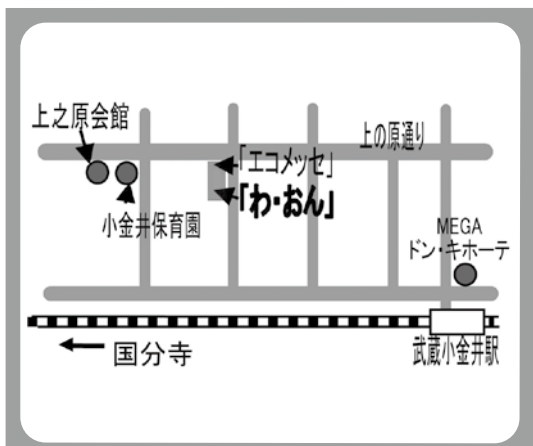 上之原会館
上の原通り
「エコメッセ」
「わ・おん」
小金井保育園
MEGA
ドン・キホーテ
国分寺
武蔵小金井駅